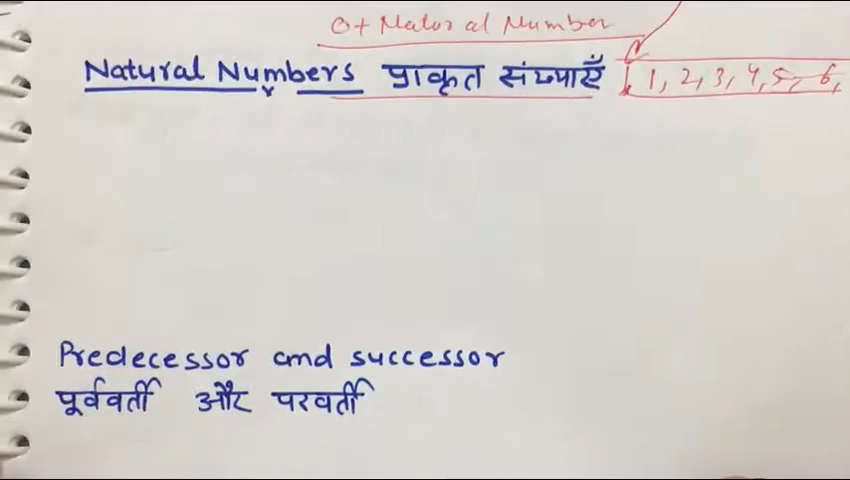 0+ Natural Number
Natural Numbers प्राकृत संख्याएँ 1, 2, 3, 4, 5, 6,
Predecessor and successor
पूर्ववर्ती और परवर्ती